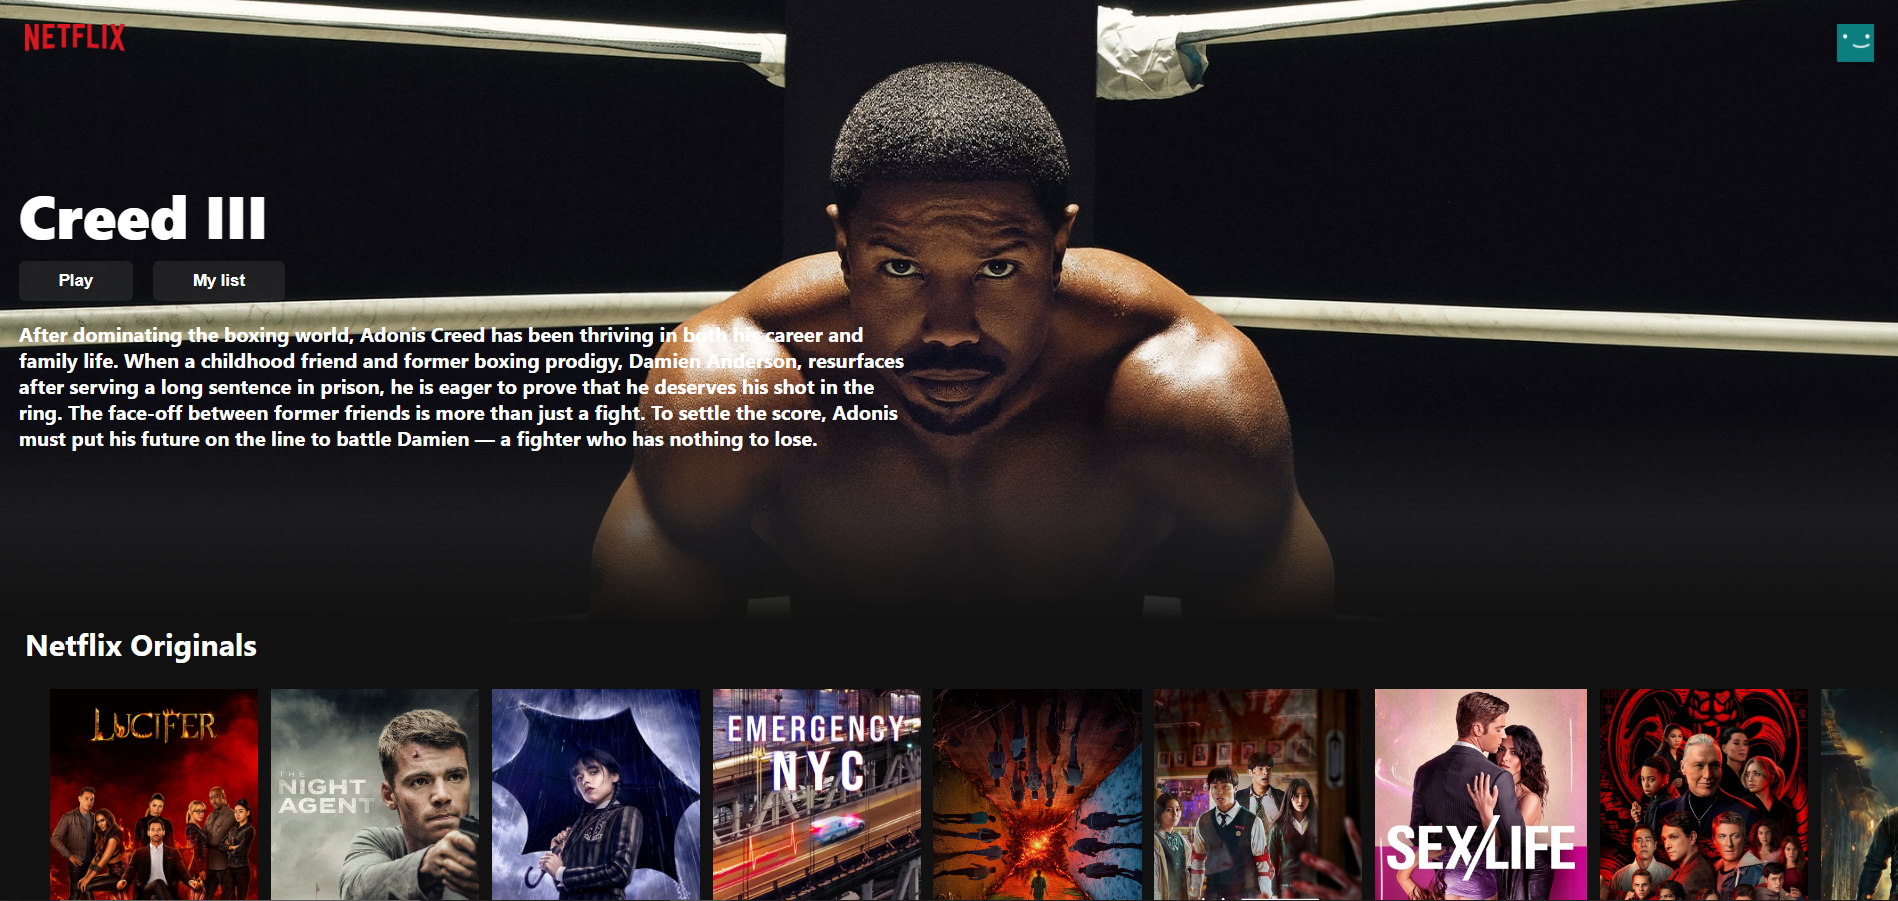 NETFLIX
Creed III
Play
My list
After dominating the boxing world, Adonis Creed has been thriving in both his career and
family life. When a childhood friend and former boxing prodigy, Damien Anderson, resurfaces
after serving a long sentence in prison, he is eager to prove that he deserves his shot in the
ring. The face-off between former friends is more than just a fight. To settle the score, Adonis
must put his future on the line to battle Damien — a fighter who has nothing to lose.
Netflix Originals
LUCIFER
THE
NIGHT
AGENT
EMERGENCY
NYC
SEX/LIFE